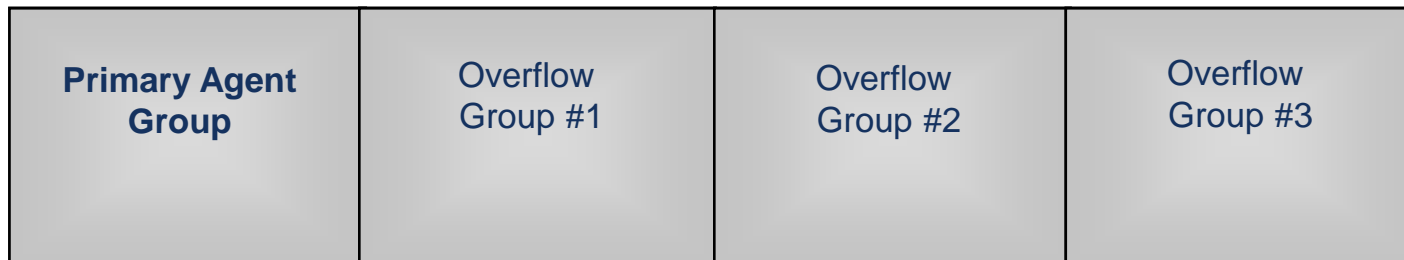 Primary Agent
Group
Overflow
Group #1
Overflow
Group #2
Overflow
Group #3